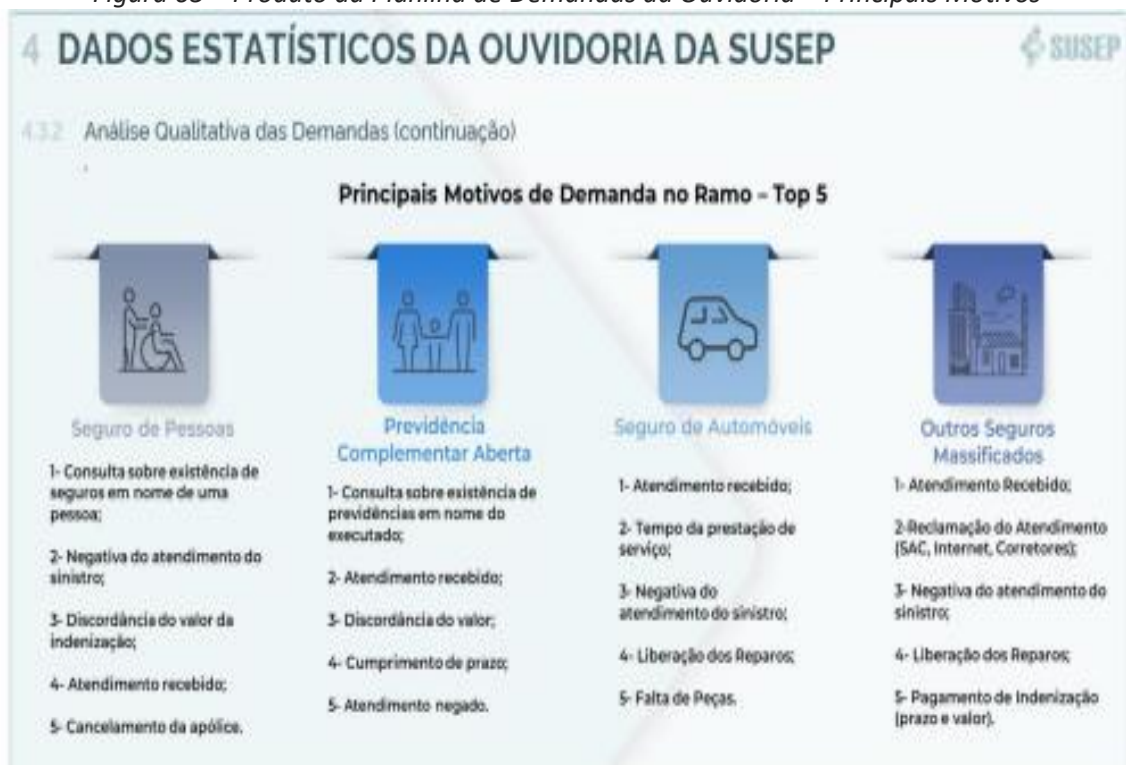 Figura 63 – Produto da Planilha de Demandas da Ouvidoria – Principais Motivos
4 DADOS ESTATÍSTICOS DA OUVIDORIA DA SUSEP
SUSEP
4.3.2 Análise Qualitativa das Demandas (continuação)
Principais Motivos de Demanda no Ramo – Top 5
Seguro de Pessoas
1- Consulta sobre existência de
seguros em nome de uma
pessoa;
2- Negativa do atendimento do
sinistro;
3- Discordância do valor da
indenização;
4- Atendimento recebido;
5- Cancelamento da apólice.
Previdência
Complementar Aberta
1- Consulta sobre existência de
previdências em nome do
executado;
2- Atendimento recebido;
3- Discordância do valor;
4- Cumprimento de prazo;
5- Atendimento negado.
Seguro de Automóveis
1- Atendimento recebido;
2- Tempo da prestação de
serviço;
3- Negativa do
atendimento do sinistro;
4- Liberação dos Reparos;
5- Falta de Peças.
Outros Seguros
Massificados
1- Atendimento Recebido;
2-Reclamação do Atendimento
(SAC, Internet, Corretores);
3- Negativa do atendimento do
sinistro;
4- Liberação dos Reparos;
5- Pagamento de Indenização
(prazo e valor).